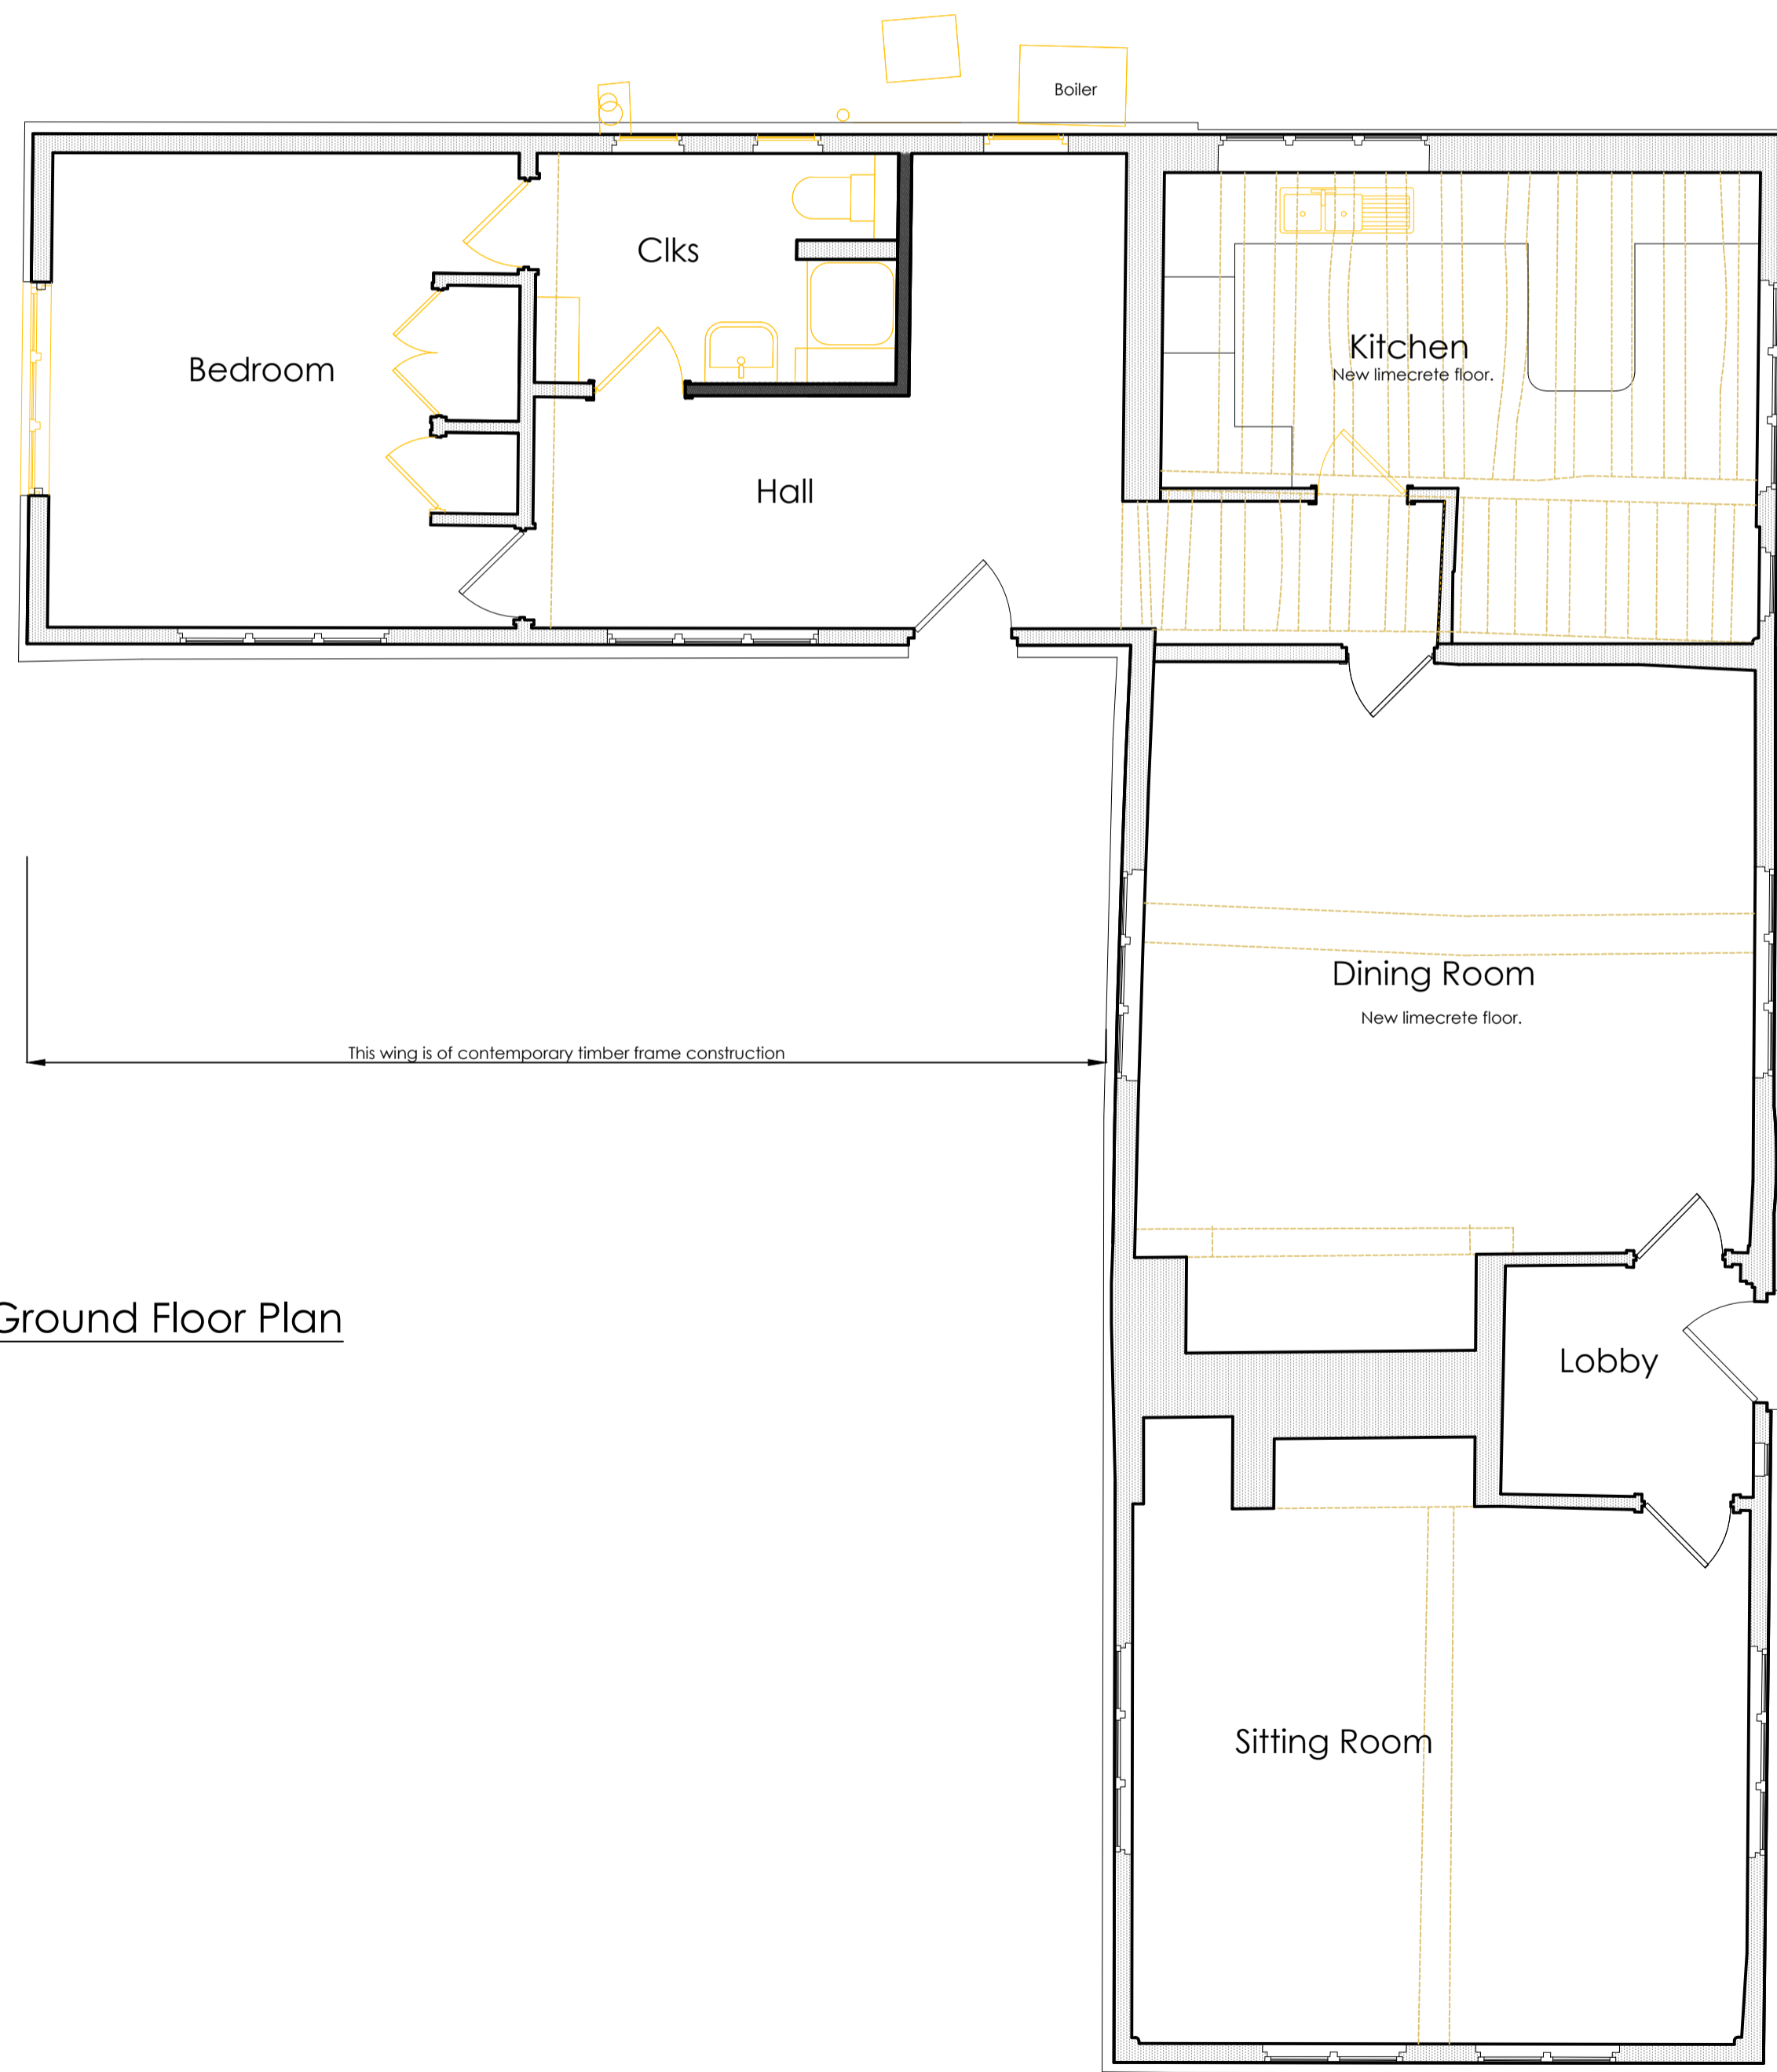 Boiler
Clks
Bedroom
Kitchen
New limecrete floor.
Hall
Dining Room
New limecrete floor.
This wing is of contemporary timber frame construction
Ground Floor Plan
Lobby
Sitting Room